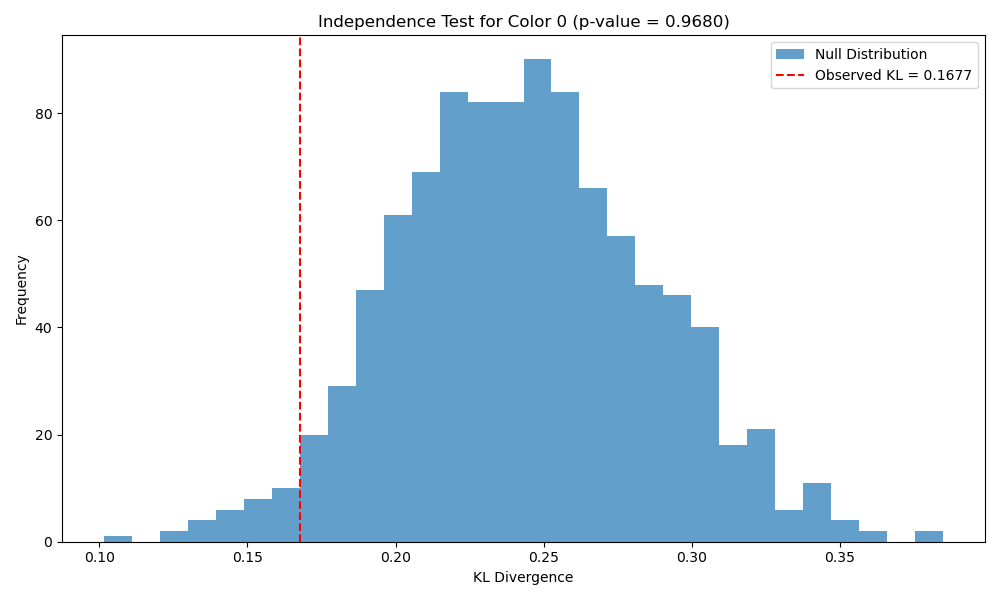 Independence Test for Color 0 (p-value = 0.9680)
Null Distribution
Observed KL = 0.1677
Frequency
80
60
40
20
0
0.10 0.15 0.20 0.25 0.30 0.35
KL Divergence